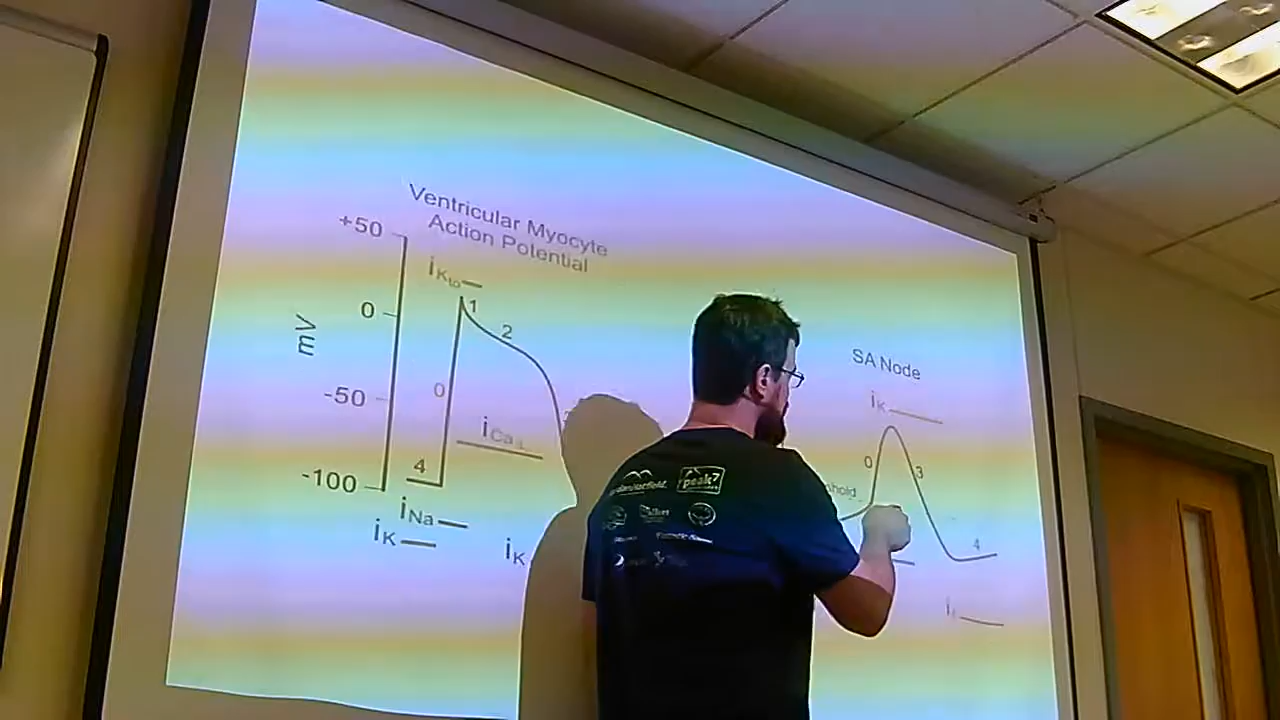 Ventricular Myocyte
Action Potential
+50
0
-50
-100
mV
iKto
1
2
0
4
iCaL
iNa
iK
iK
SA Node
iK
0
3
4
peak7